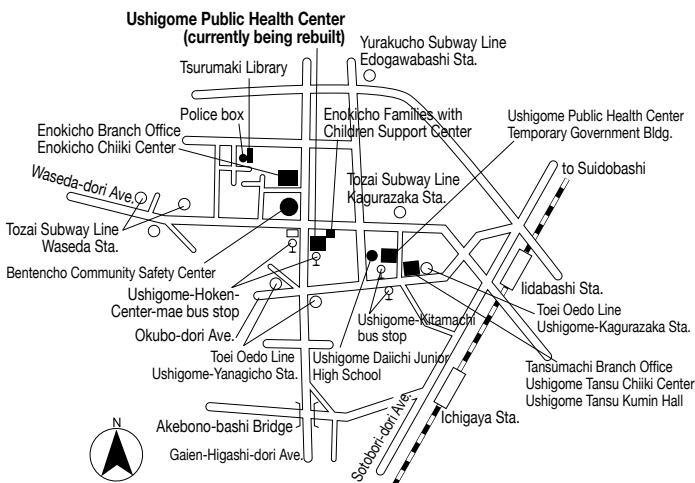 Ushigome Public Health Center
(currently being rebuilt)
Yurakucho Subway Line
Edogawabashi Sta.
Tsurumaki Library
Police box
Enokicho Families with
Children Support Center
Ushigome Public Health Center
Temporary Government Bldg.
Enokicho Branch Office
Enokicho Chiiki Center
to Suidobashi
Waseda-dori Ave.
Tozai Subway Line
Kagurazaka Sta.
Tozai Subway Line
Waseda Sta.
Bentencho Community Safety Center
Iidabashi Sta.
Ushigome-Hoken-
Center-mae bus stop
Toei Oedo Line
Ushigome-Kagurazaka Sta.
Ushigome-Kitamachi
bus stop
Okubo-dori Ave.
Toei Oedo Line
Ushigome-Yanagicho Sta.
Ushigome Daiichi Junior
High School
Tansumachi Branch Office
Ushigome Tansu Chiiki Center
Ushigome Tansu Kumin Hall
Ichigaya Sta.
Sotobori-dori Ave.
Akebono-bashi Bridge
Gaien-Higashi-dori Ave.
N